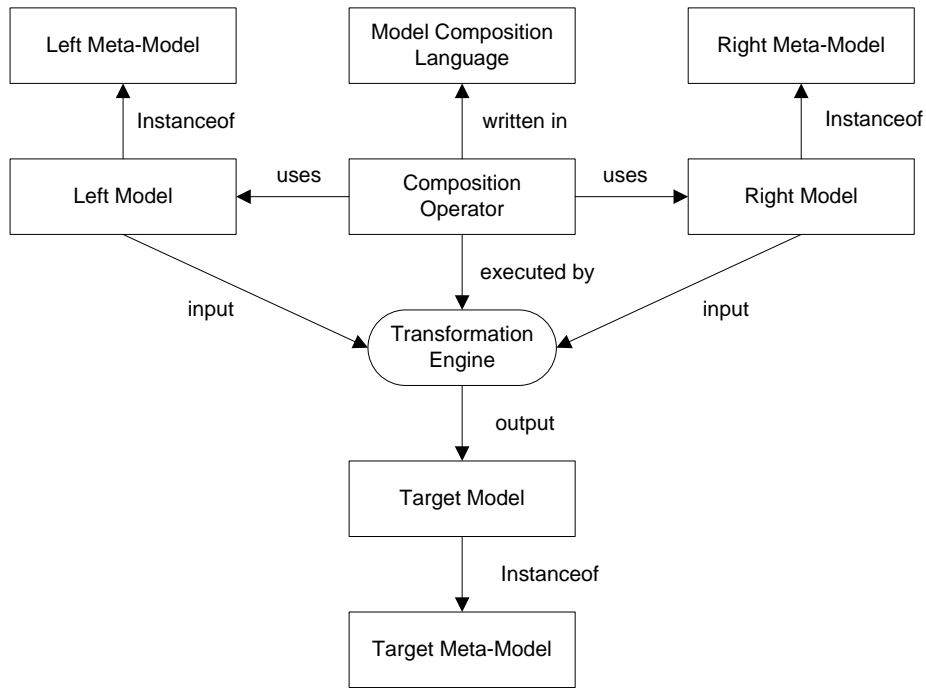 Left Meta-Model
Model Composition
Language
Right Meta-Model
Instanceof
written in
Instanceof
Left Model
uses
Composition
Operator
uses
Right Model
executed by
input
input
Transformation
Engine
output
Target Model
Instanceof
Target Meta-Model